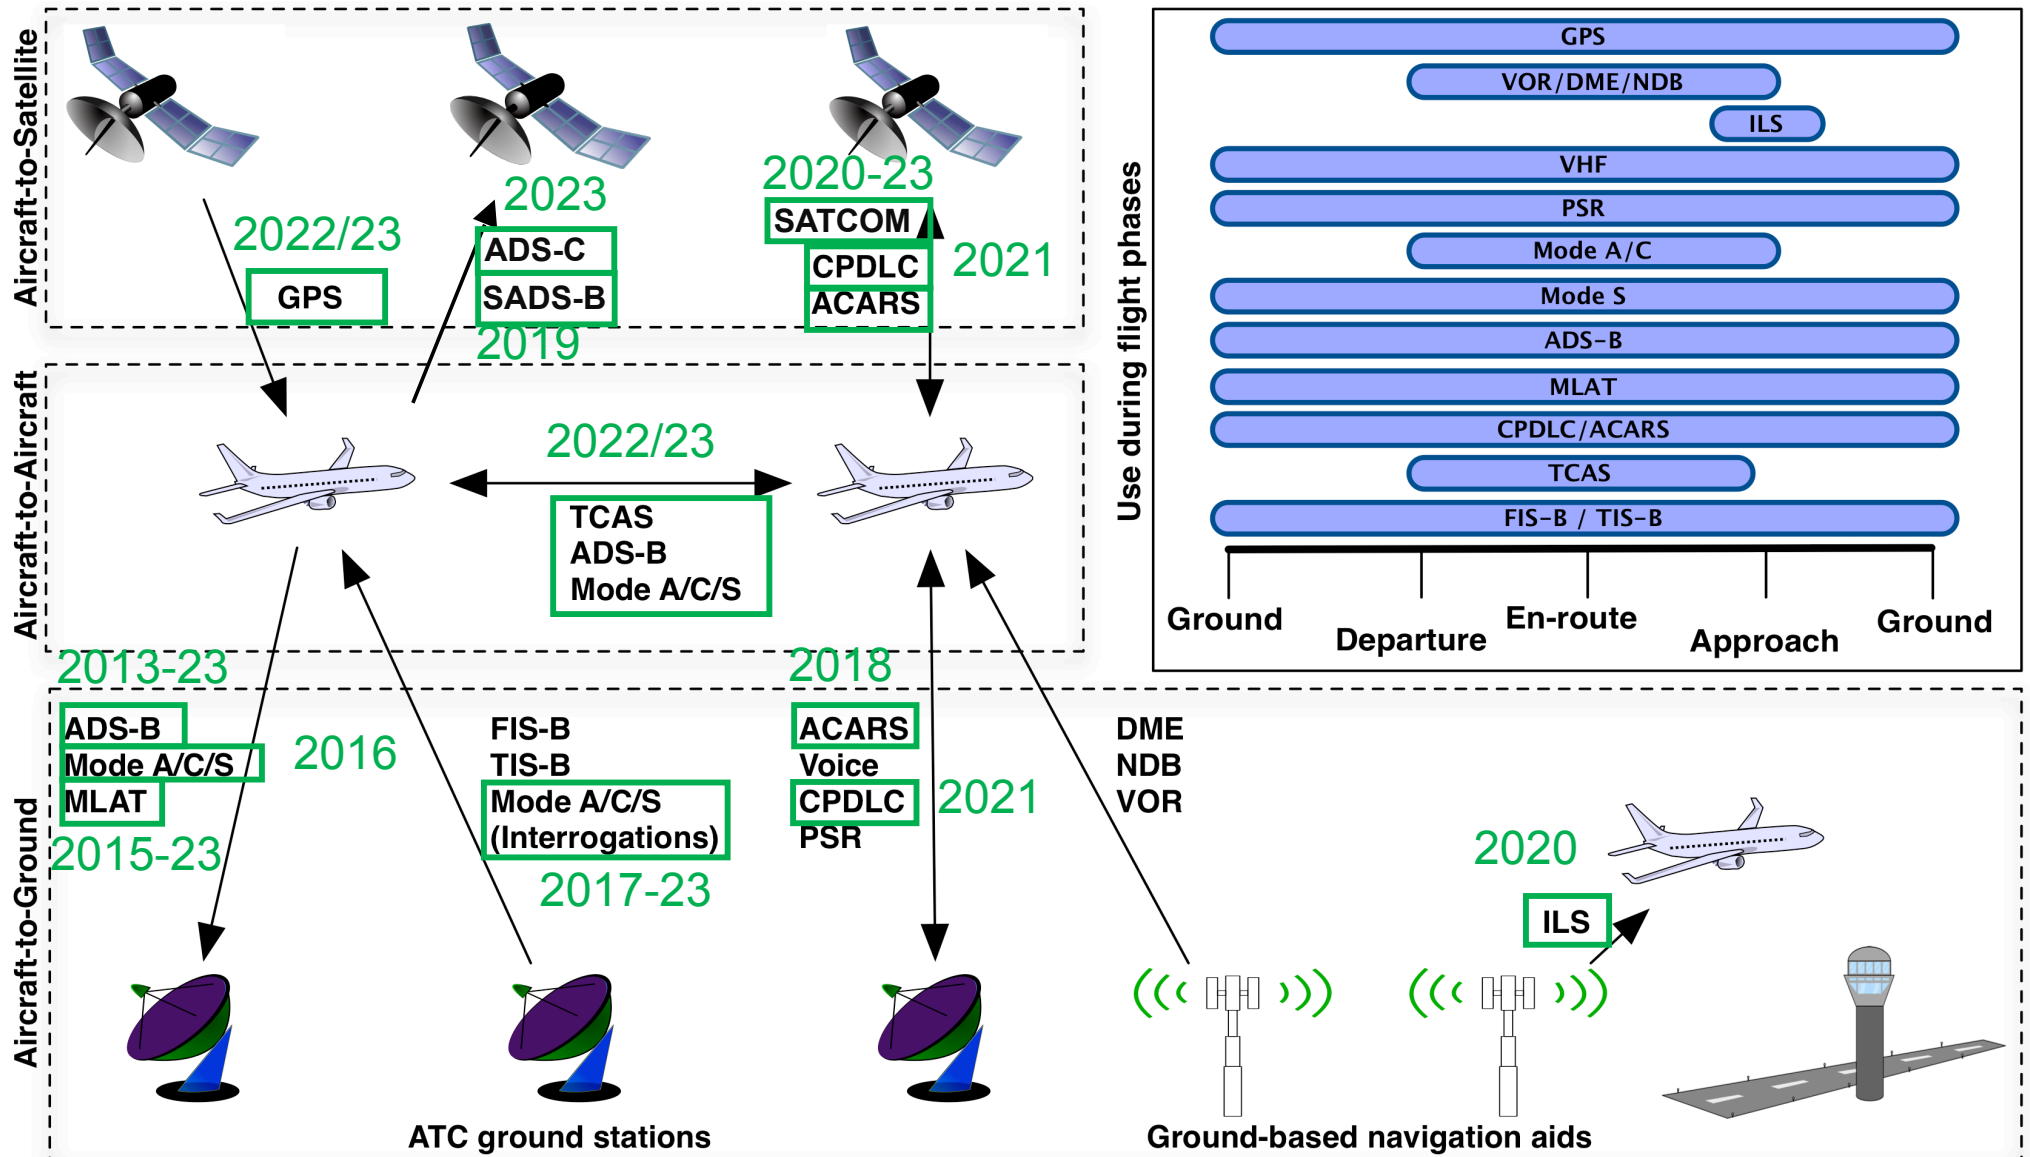 Aircraft-to-Satellite
2022/23
GPS
2023
ADS-C
SADS-B
2019
2020-23
SATCOM
CPDLC
2021
ACARS
Aircraft-to-Aircraft
2022/23
TCAS
ADS-B
Mode A/C/S
Use during flight phases
GPS
VOR/DME/NDB
ILS
VHF
PSR
Mode A/C
Mode S
ADS-B
MLAT
CPDLC/ACARS
TCAS
FIS-B / TIS-B
Ground
Departure
En-route
Approach
Ground
Aircraft-to-Ground
2013-23
ADS-B
Mode A/C/S
2016
MLAT
2015-23
FIS-B
TIS-B
Mode A/C/S
(Interrogations)
2017-23
2018
ACARS
Voice
CPDLC
2021
PSR
DME
NDB
VOR
2020
ILS
ATC ground stations
Ground-based navigation aids